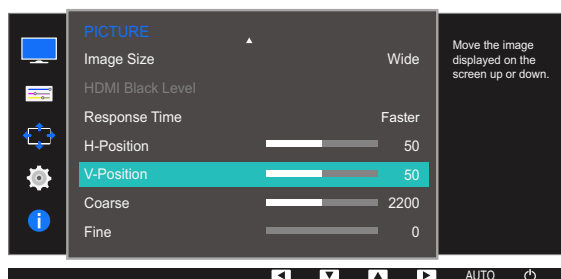 PICTURE
Image Size Wide
HDMI Black Level
Response Time Faster
H-Position 50
V-Position 50
Coarse 2200
Fine 0
Move the image
displayed on the
screen up or down.
AUTO